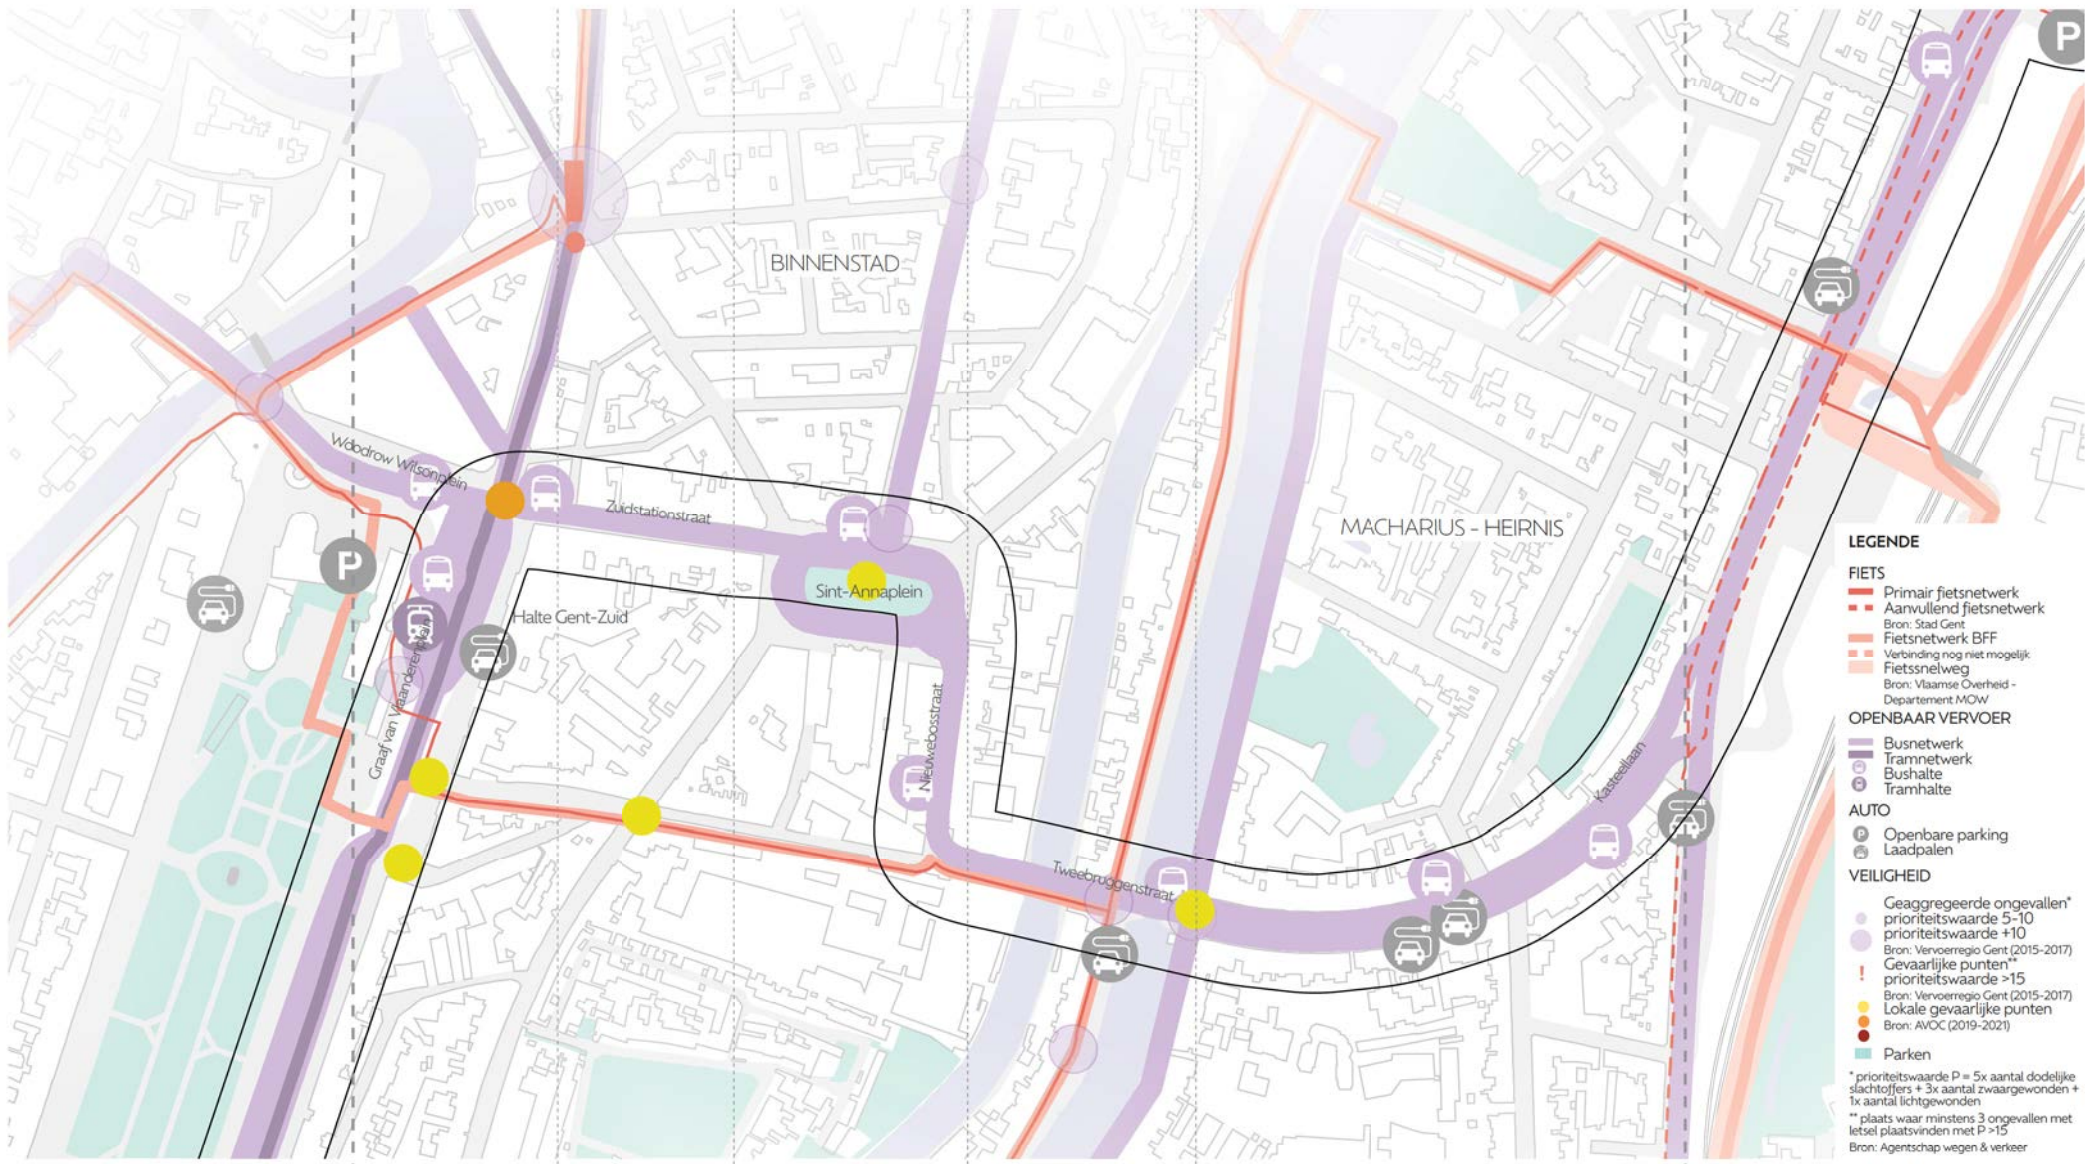 P
BINNENSTAD
Woodrow Wilsonplein
Zuidstationstraat
MACHARIUS - HEIRNIS
P
Sint-Annaplein
Halte Gent-Zuid
Graaf van Vlaanderenplein
Nieuwebosstraat
Kasteellaan
Tweebruggenstraat
LEGENDE
FIETS
Primair fietsnetwerk
Aanvullend fietsnetwerk
Bron: Stad Gent
Fietsnetwerk BFF
Verbinding nog niet mogelijk
Fietssnelweg
Bron: Vlaamse Overheid -
Departement MOW
OPENBAAR VERVOER
Busnetwerk
Tramnetwerk
Bushalte
Tramhalte
AUTO
P Openbare parking
Laadpalen
VEILIGHEID
Geaggregeerde ongevallen*
prioriteitswaarde 5-10
prioriteitswaarde +10
Bron: Vervoerregio Gent (2015-2017)
Gevaarlijke punten**
! prioriteitswaarde >15
Bron: Vervoerregio Gent (2015-2017)
Lokale gevaarlijke punten
Bron: AVOC (2019-2021)
Parken
* prioriteitswaarde P = 5x aantal dodelijke
slachtoffers + 3x aantal zwaargewonden +
1x aantal lichtgewonden
** plaats waar minstens 3 ongevallen met
letsel plaatsvinden met P >15
Bron: Agentschap wegen & verkeer